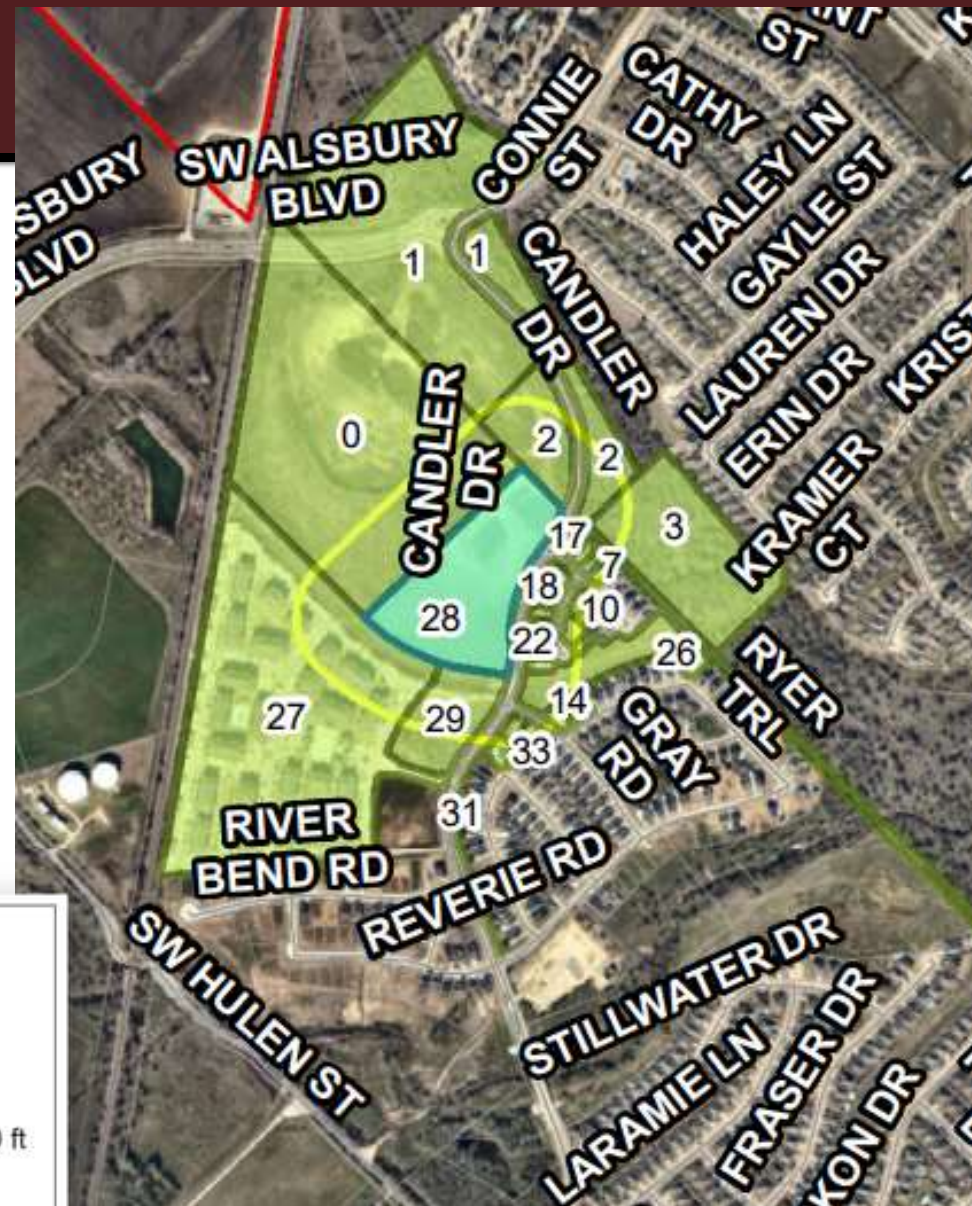 ST
CATHY
DR
CONNIE
ST
HALEY LN
GAYLE ST
SW ALSBURY
BLVD
SBURY
BLVD
CANDLER
DR
LAUREN DR
ERIN DR
KRAMER
CT
1
1
0
CANDLER
DR
2
2
3
17
7
18
10
28
22
26
14
27
29
33
31
RYER
TRL
GRAY
RD
RIVER
BEND RD
REVERIE RD
SW HULEN ST
STILLWATER DR
LARAMIE LN
FRASER DR
KON DR
ft